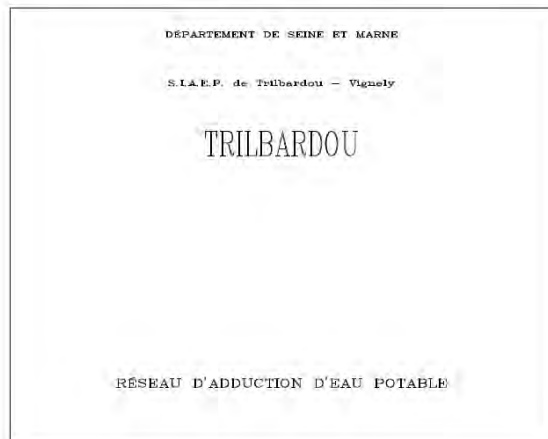 DÉPARTEMENT DE SEINE ET MARNE
S.I.A.E.P. de Trilbardou – Vignely
TRILBARDOU
RÉSEAU D'ADDUCTION D'EAU POTABLE